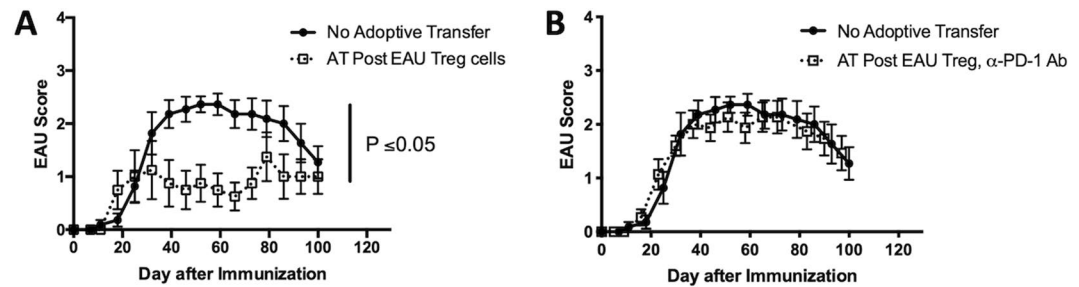 A
No Adoptive Transfer
AT Post EAU Treg cells
P ≤0.05
EAU Score
4
3
2
1
0
0 20 40 60 80 100 120
Day after Immunization
B
No Adoptive Transfer
AT Post EAU Treg, α-PD-1 Ab
EAU Score
4
3
2
1
0
0 20 40 60 80 100 120
Day after Immunization